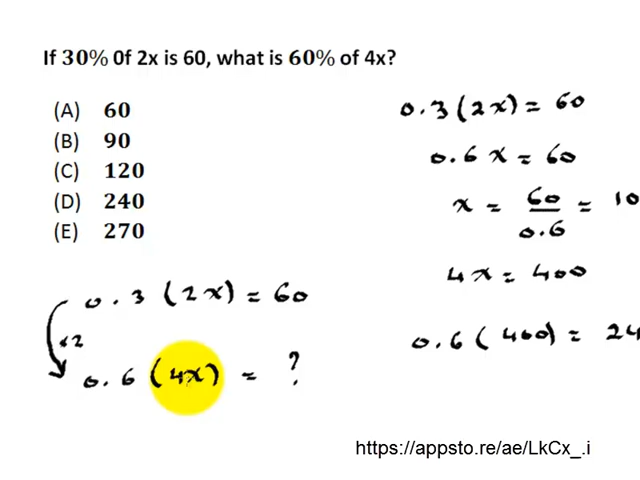 If 30% 0f 2x is 60, what is 60% of 4x?
(A) 60
(B) 90
(C) 120
(D) 240
(E) 270
0.3 (2x) = 60
0.6 x = 60
x = 60/0.6 = 10
4x = 400
0.6 ( 400) = 24
0.3 (2x) = 60
×2
0.6 (4x) = ?
https://appsto.re/ae/LkCx_.i